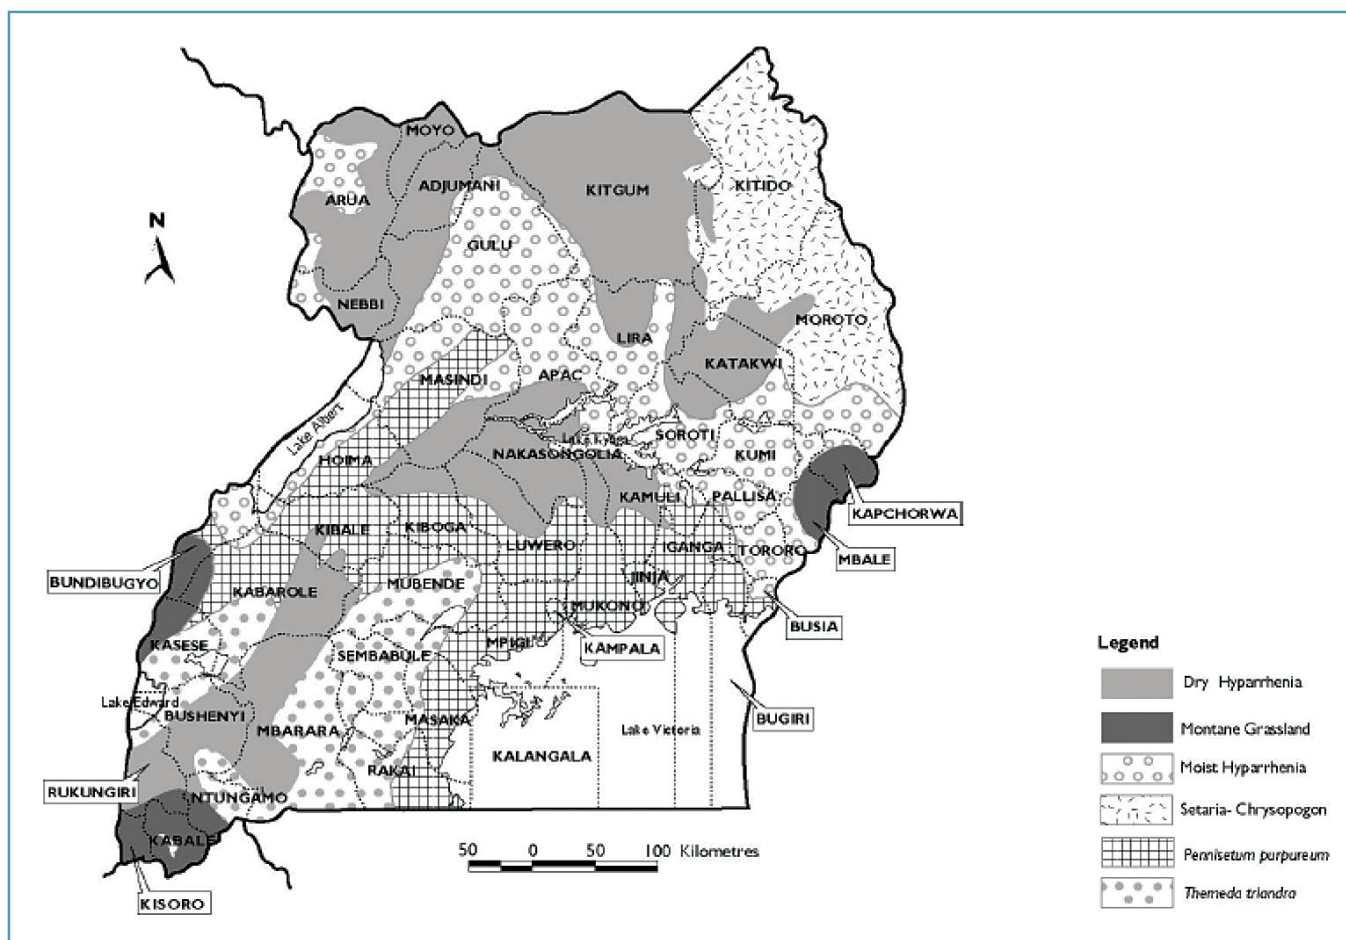 MOYO
ADJUMANI
KITGUM
KITIDO
ARUA
N
GULU
NEBBI
MOROTO
LIRA
KATAKWI
MASINDI
APAC
Lake Albert
SOROTI
Lake Kyoga
HOIMA
NAKASONGOLIA
KUMI
KAMULI
PALLISA
KAPCHORWA
KIBALE
KIBOGA
LUWERO
IGANGA
TORORO
MBALE
BUNDIBUGYO
MUBENDE
JINJA
KABAROLE
MUKONO
BUSIA
KASESE
SEMBABULE
MPIGI
KAMPALA
Lake Edward
BUSHENYI
MBARARA
MASAKA
BUGIRI
Lake Victoria
KALANGALA
RAKAI
RUKUNGIRI
NTUNGAMO
KABALE
KISORO
50 0 50 100 Kilometres
Legend
Dry Hyparrhenia
Montane Grassland
Moist Hyparrhenia
Setaria- Chrysopogon
Pennisetum purpureum
Themeda triandra